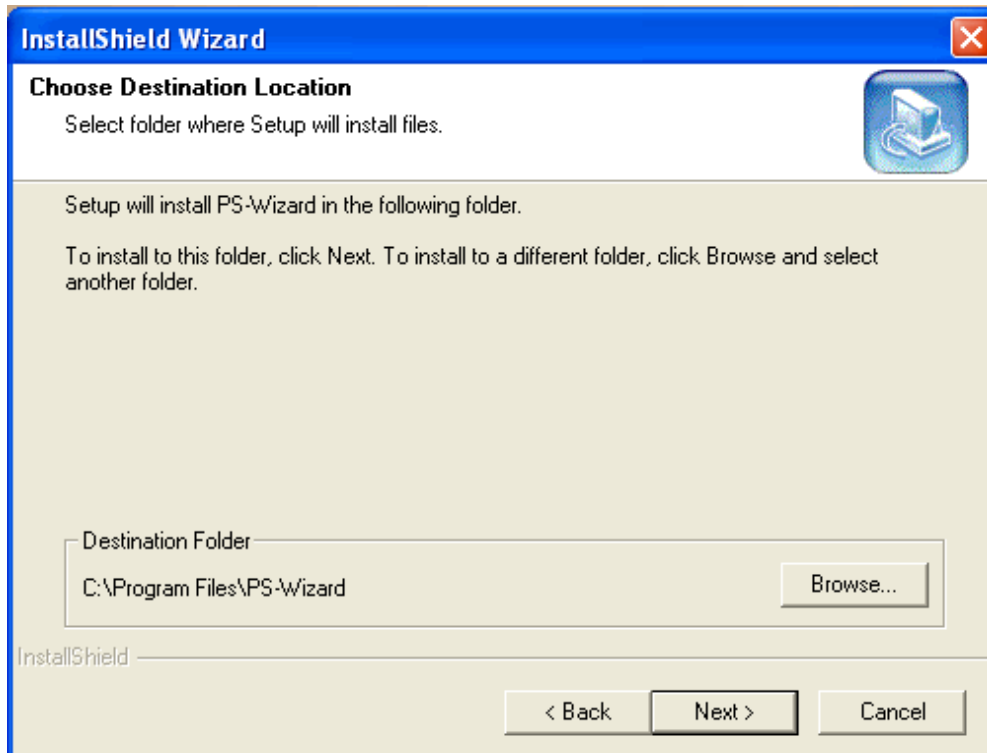 InstallShield Wizard
Choose Destination Location
Select folder where Setup will install files.
Setup will install PS-Wizard in the following folder.
To install to this folder, click Next. To install to a different folder, click Browse and select
another folder.
Destination Folder
C:\Program Files\PS-Wizard
Browse...
InstallShield
< Back
Next >
Cancel